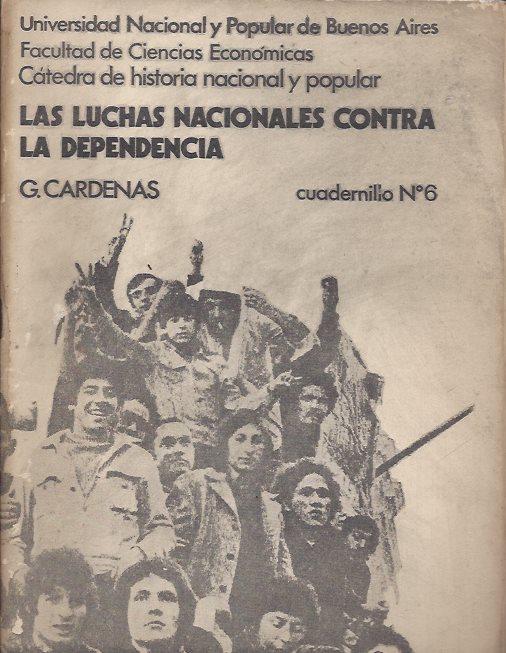 Universidad Nacional y Popular de Buenos Aires
Facultad de Ciencias Económicas
Cátedra de historia nacional y popular
LAS LUCHAS NACIONALES CONTRA
LA DEPENDENCIA
G. CARDENAS
cuadernillo Nº6